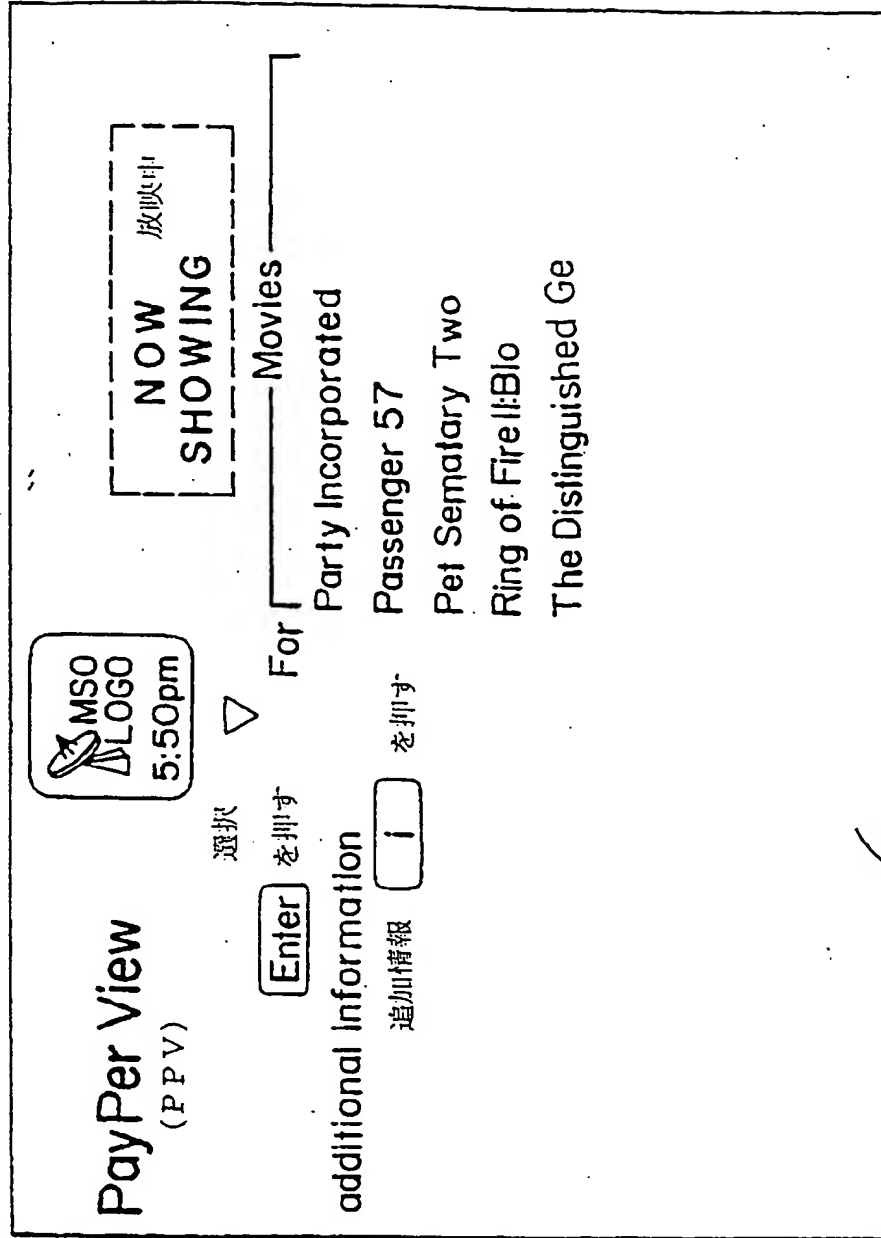 PayPer View
(PPV)
MSO
LOGO
5:50pm
NOW 放映中
SHOWING
選択
Enter を押す
For
Movies
additional Information
追加情報 i を押す
Party Incorporated
Passenger 57
Pet Sematary Two
Ring of Fire II:Blo
The Distinguished Ge